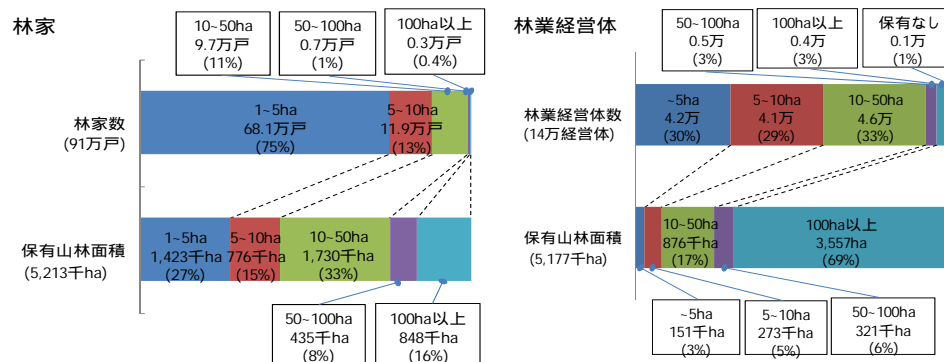 林家
10~50ha
9.7万戸
(11%)
50~100ha
0.7万戸
(1%)
100ha以上
0.3万戸
(0.4%)
林家数
(91万戸)
1~5ha
68.1万戸
(75%)
5~10ha
11.9万戸
(13%)
保有山林面積
(5,213千ha)
1~5ha
1,423千ha
(27%)
5~10ha
776千ha
(15%)
10~50ha
1,730千ha
(33%)
50~100ha
435千ha
(8%)
100ha以上
848千ha
(16%)
林業経営体
50~100ha
0.5万
(3%)
100ha以上
0.4万
(3%)
保有なし
0.1万
(1%)
林業経営体数
(14万経営体)
~5ha
4.2万
(30%)
5~10ha
4.1万
(29%)
10~50ha
4.6万
(33%)
保有山林面積
(5,177千ha)
10~50ha
876千ha
(17%)
100ha以上
3,557ha
(69%)
~5ha
151千ha
(3%)
5~10ha
273千ha
(5%)
50~100ha
321千ha
(6%)